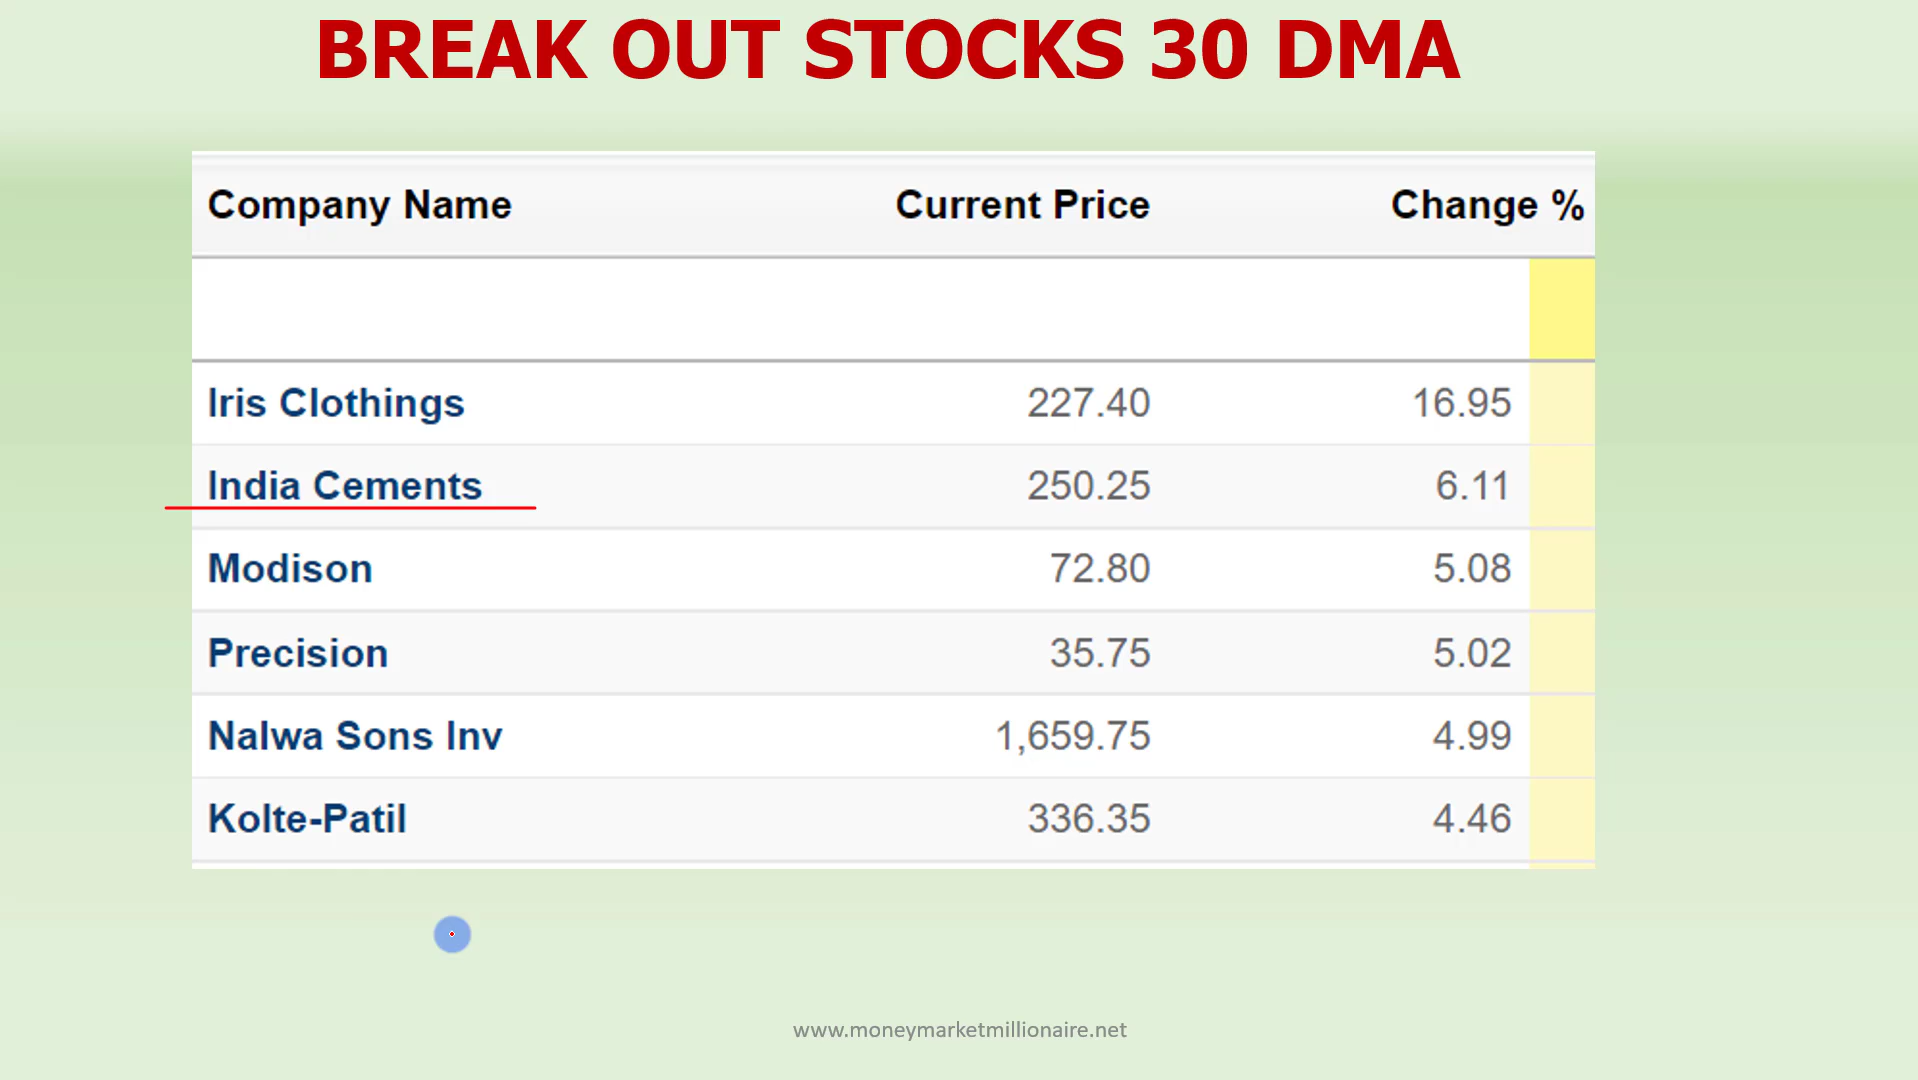 BREAK OUT STOCKS 30 DMA
Company Name Current Price Change %
Iris Clothings 227.40 16.95
India Cements 250.25 6.11
Modison 72.80 5.08
Precision 35.75 5.02
Nalwa Sons Inv 1,659.75 4.99
Kolte-Patil 336.35 4.46
www.moneymarketmillionaire.net